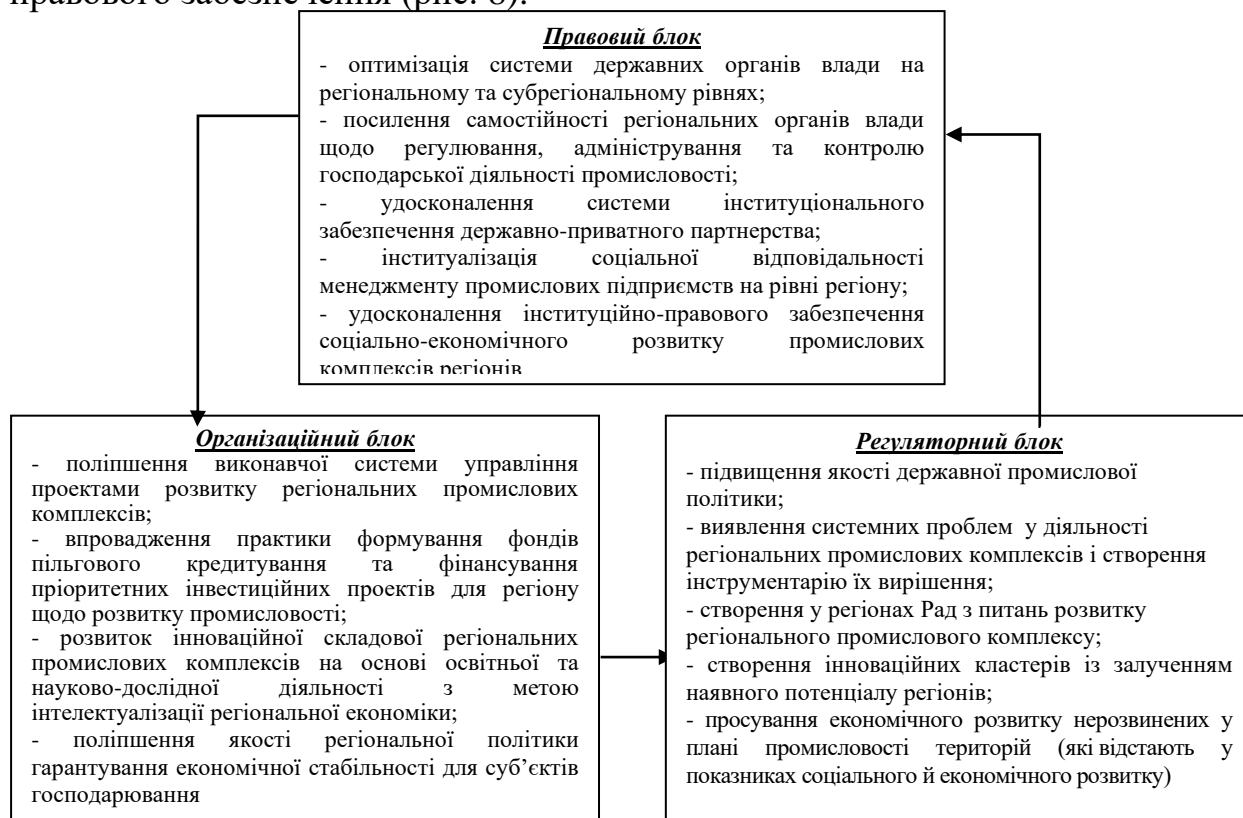 правового забезпечення (рис. 8).
Правовий блок
- оптимізація системи державних органів влади на
регіональному та субрегіональному рівнях;
- посилення самостійності регіональних органів влади
щодо регулювання, адміністрування та контролю
господарської діяльності промисловості;
- удосконалення системи інституціонального
забезпечення державно-приватного партнерства;
- інституалізація соціальної відповідальності
менеджменту промислових підприємств на рівні регіону;
- удосконалення інституційно-правового забезпечення
соціально-економічного розвитку промислових
комплексів регіонів
Організаційний блок
- поліпшення виконавчої системи управління
проектами розвитку регіональних промислових
комплексів;
- впровадження практики формування фондів
пільгового кредитування та фінансування
пріоритетних інвестиційних проектів для регіону
щодо розвитку промисловості;
- розвиток інноваційної складової регіональних
промислових комплексів на основі освітньої та
науково-дослідної діяльності з метою
інтелектуалізації регіональної економіки;
- поліпшення якості регіональної політики
гарантування економічної стабільності для суб’єктів
господарювання
Регуляторний блок
- підвищення якості державної промислової
політики;
- виявлення системних проблем у діяльності
регіональних промислових комплексів і створення
інструментарію їх вирішення;
- створення у регіонах Рад з питань розвитку
регіонального промислового комплексу;
- створення інноваційних кластерів із залученням
наявного потенціалу регіонів;
- просування економічного розвитку нерозвинених у
плані промисловості територій (які відстають у
показниках соціального й економічного розвитку)